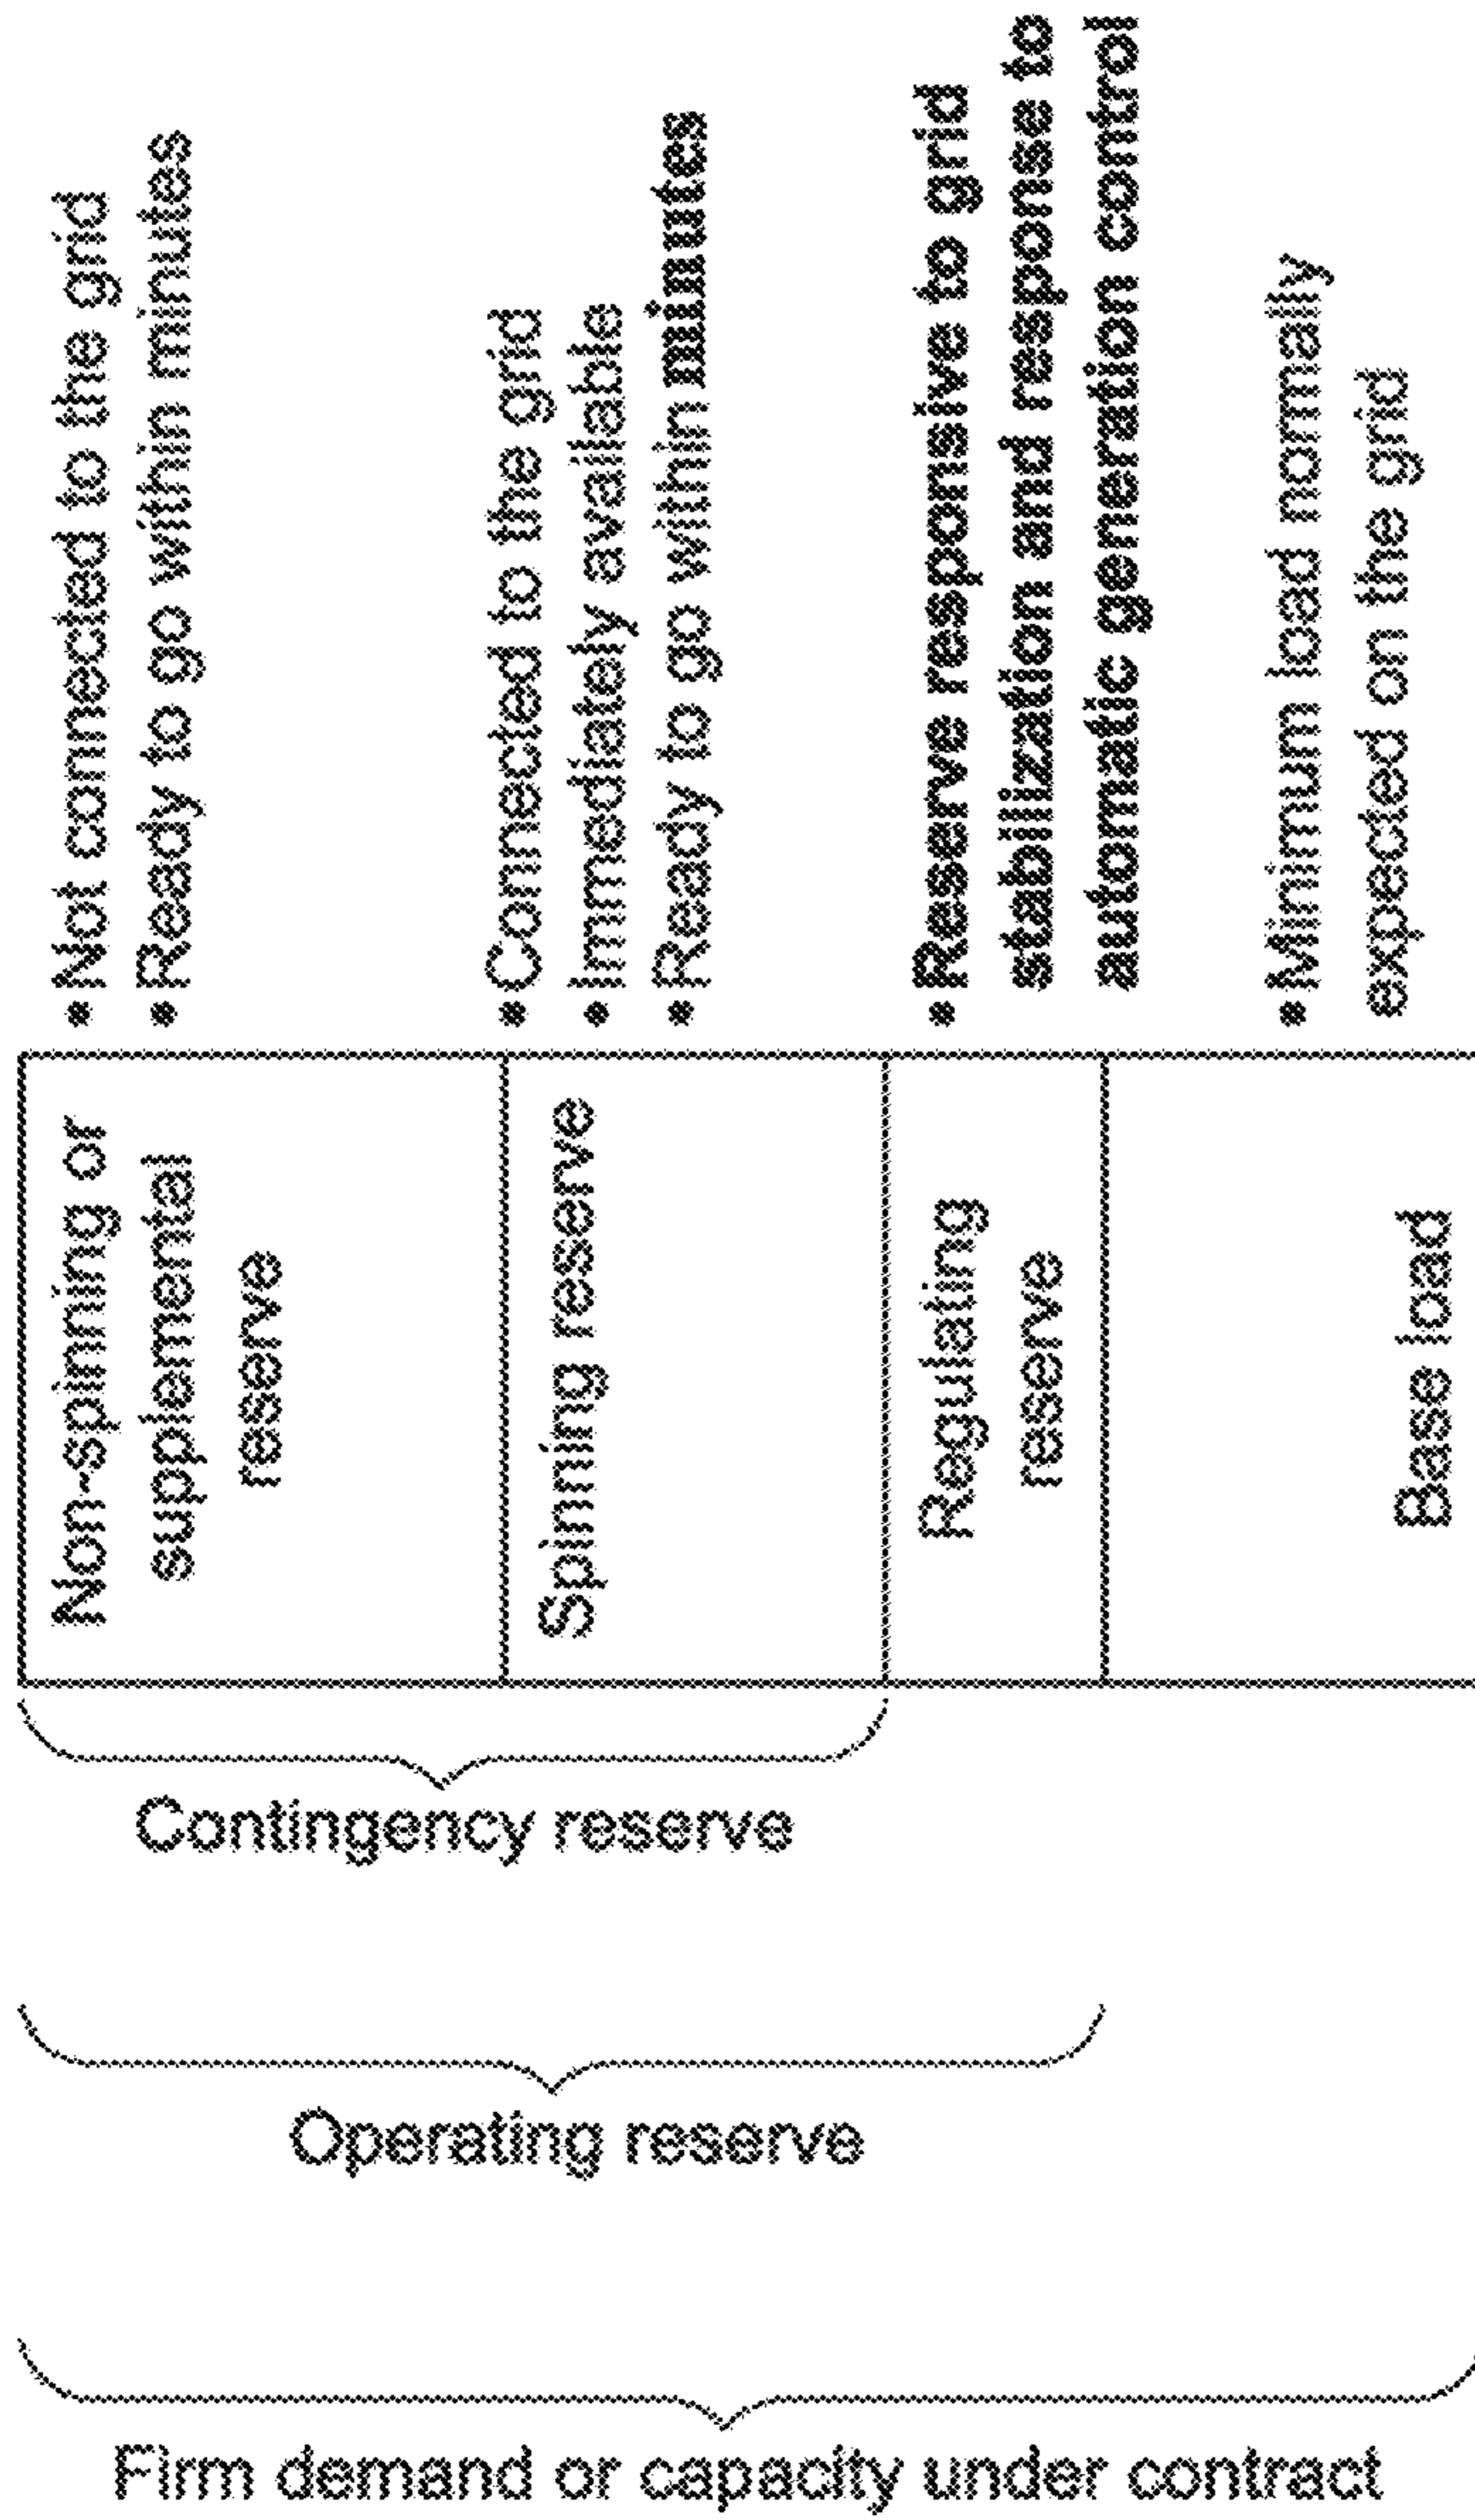 Non-spinning or
supplemental
reserve
• Not connected to the grid
• Ready to go within minutes
Spinning reserve
• Connected to the grid
• Immediately available
• Ready to go within minutes
Regulating
reserve
• Reserve responsive to grid
stabilization and response to
automatic generation control
Base load
• Minimum load normally
expected on the grid
Contingency reserve
Operating reserve
Firm demand or capacity under contract